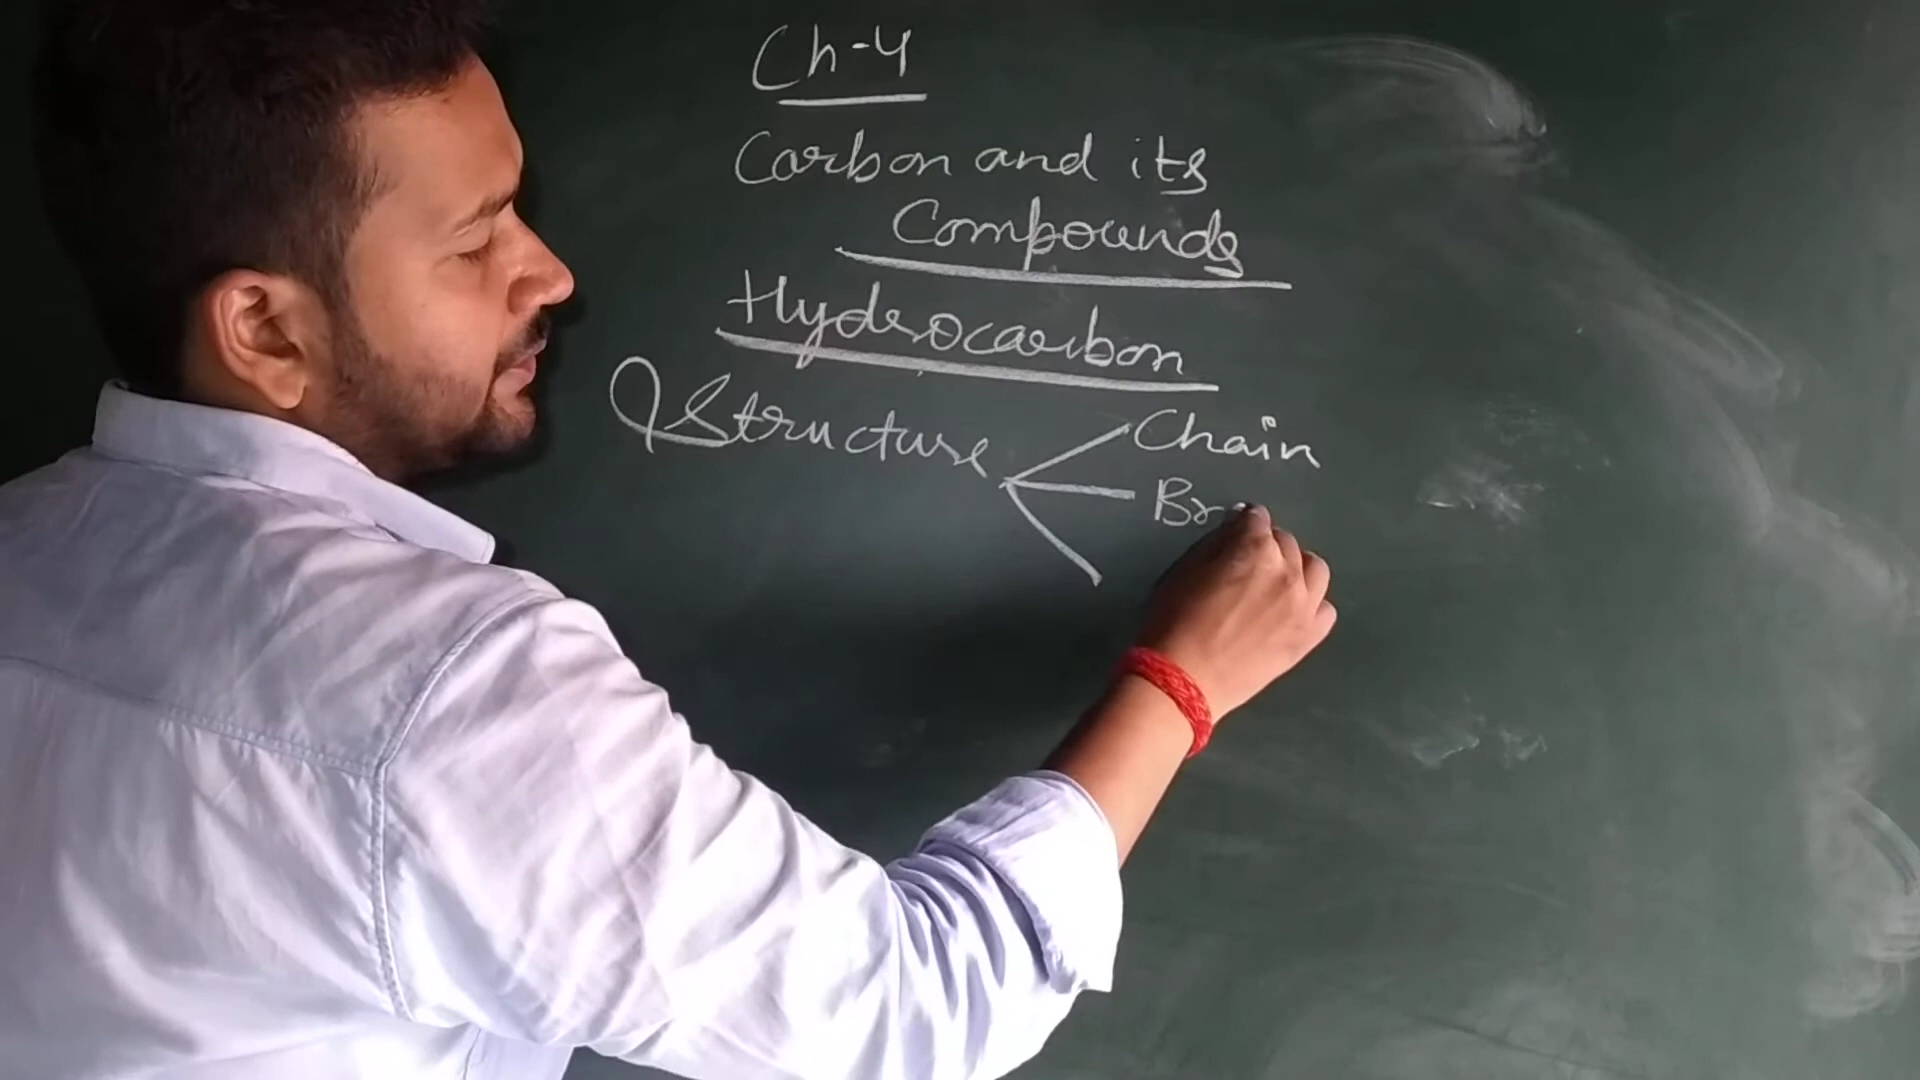 Ch-4
Carbon and its
Compounds
Hydrocarbon
Structure
Chain
Br